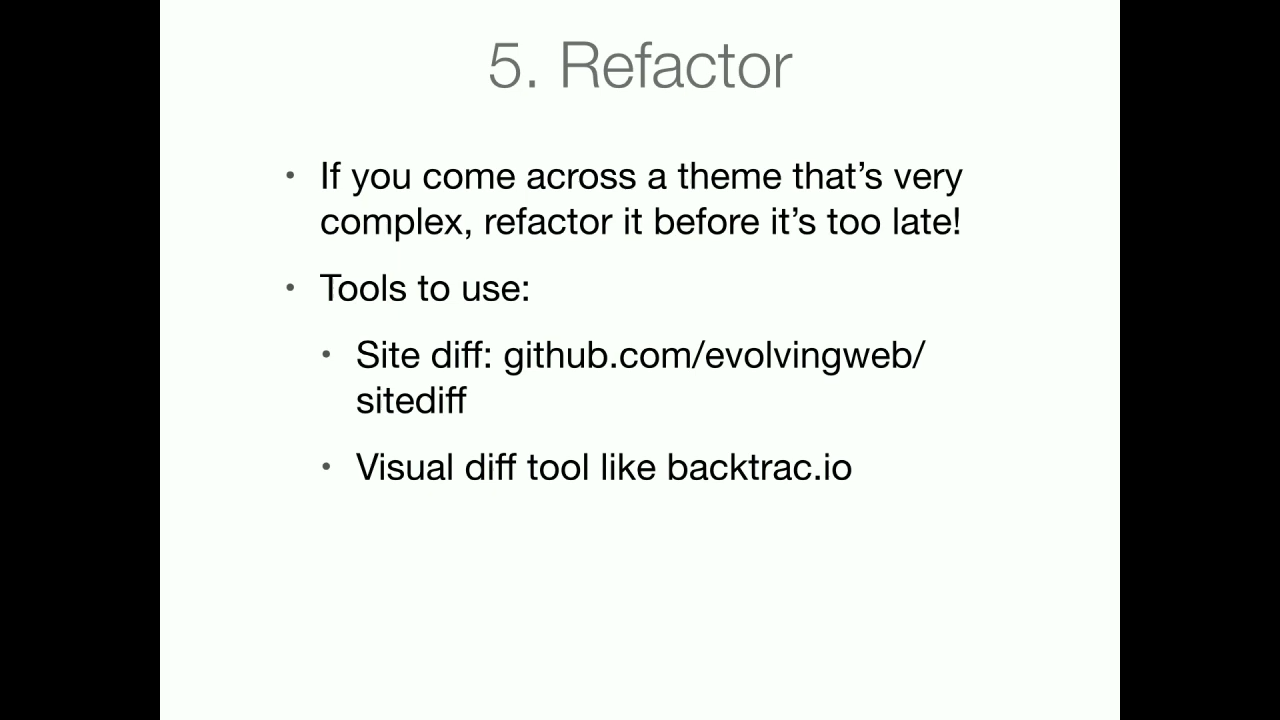 5. Refactor
• If you come across a theme that’s very
complex, refactor it before it’s too late!
• Tools to use:
• Site diff: github.com/evolvingweb/
sitediff
• Visual diff tool like backtrac.io